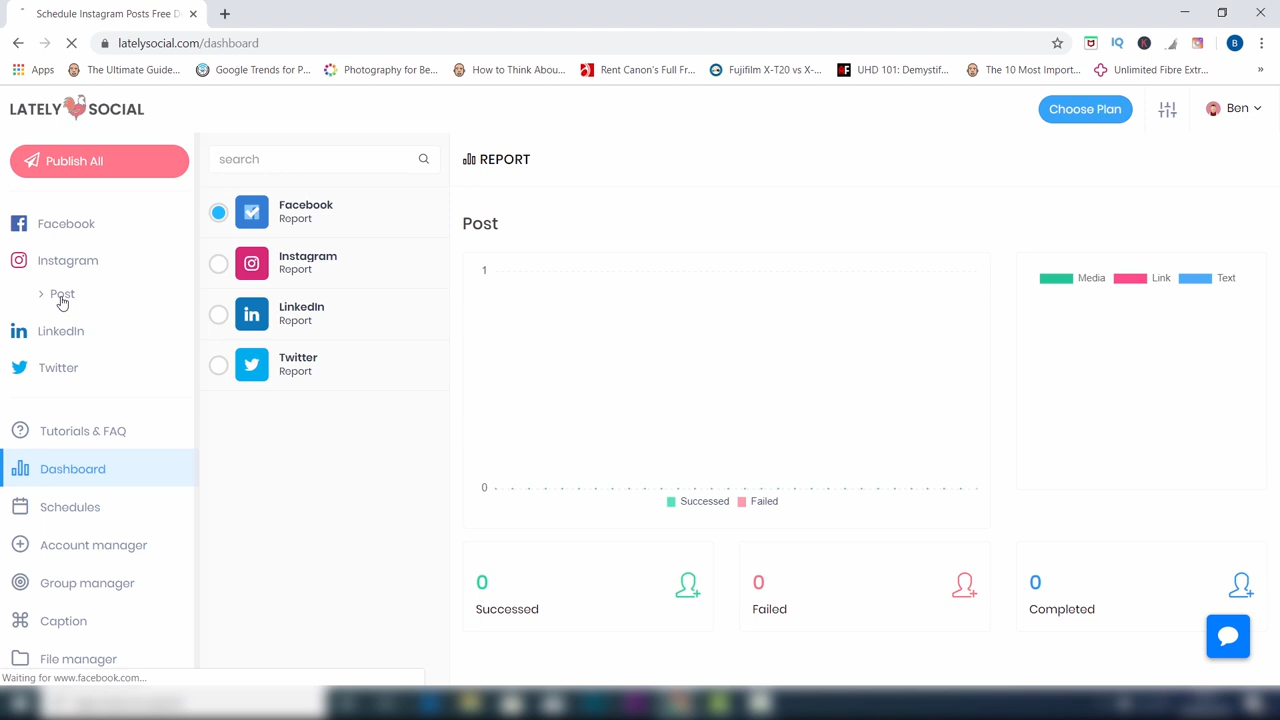 Schedule Instagram Posts Free D
latelysocial.com/dashboard
Apps
The Ultimate Guide...
Google Trends for P...
Photography for Be...
How to Think Abou...
Rent Canon's Full Fr...
Fujifilm X-T20 vs X-...
UHD 101: Demystif...
The 10 Most Import...
Unlimited Fibre Extr...
LATELY SOCIAL
Choose Plan
Ben
Publish All
Facebook
Instagram
Post
LinkedIn
Twitter
Tutorials & FAQ
Dashboard
Schedules
Account manager
Group manager
Caption
File manager
Waiting for www.facebook.com...
search
Facebook
Report
Instagram
Report
LinkedIn
Report
Twitter
Report
REPORT
Post
1
0
Successed Failed
Media Link Text
0
Successed
0
Failed
0
Completed